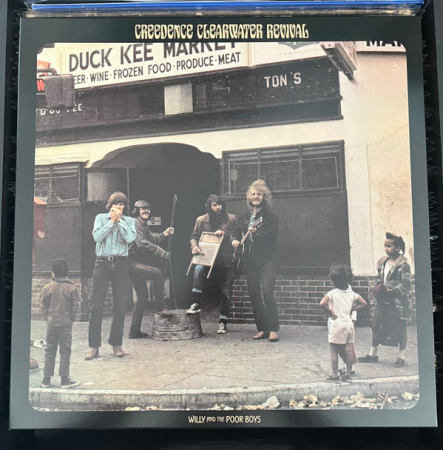 CREEDENCE CLEARWATER REVIVAL
DUCK KEE MARKET
BEER·WINE·FROZEN FOOD·PRODUCE·MEAT
TON'S
WILLY AND THE POOR BOYS